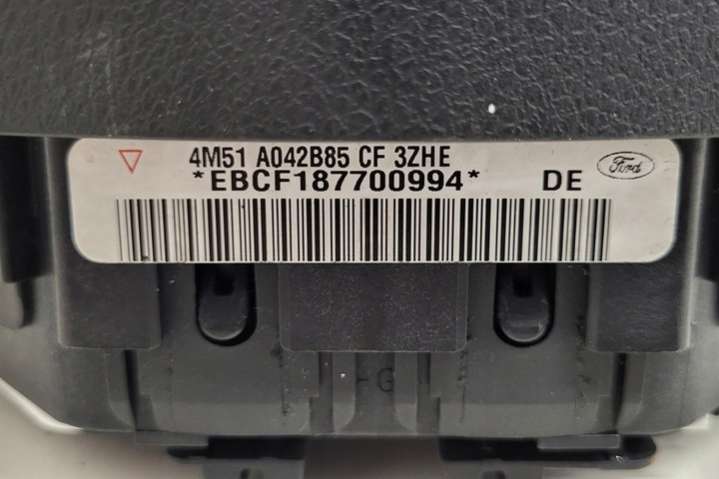 4M51 A042B85 CF 3ZHE
*EBCF187700994* DE
Ford
-G